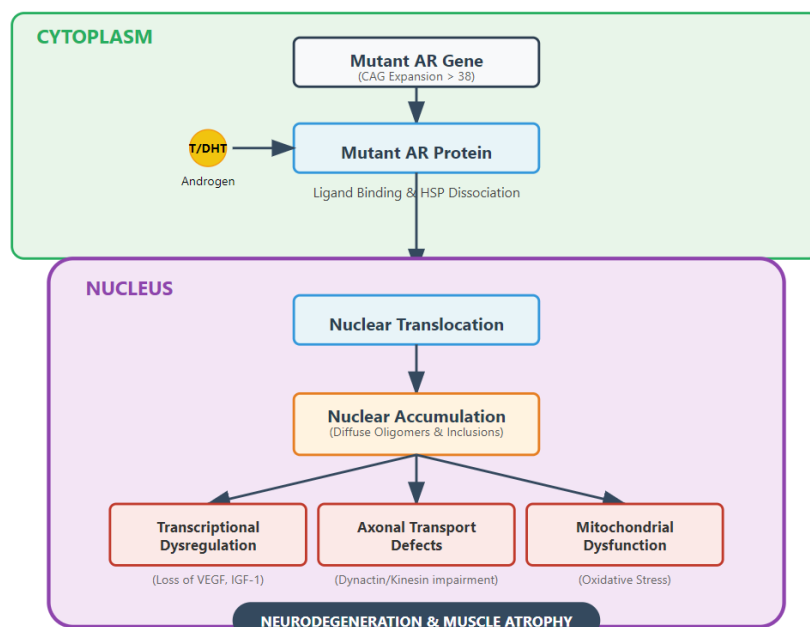 CYTOPLASM
Mutant AR Gene
(CAG Expansion > 38)
T/DHT
Mutant AR Protein
Androgen
Ligand Binding & HSP Dissociation
NUCLEUS
Nuclear Translocation
Nuclear Accumulation
(Diffuse Oligomers & Inclusions)
Transcriptional
Dysregulation
(Loss of VEGF, IGF-1)
Axonal Transport
Defects
(Dynactin/Kinesin impairment)
Mitochondrial
Dysfunction
(Oxidative Stress)
NEURODEGENERATION & MUSCLE ATROPHY